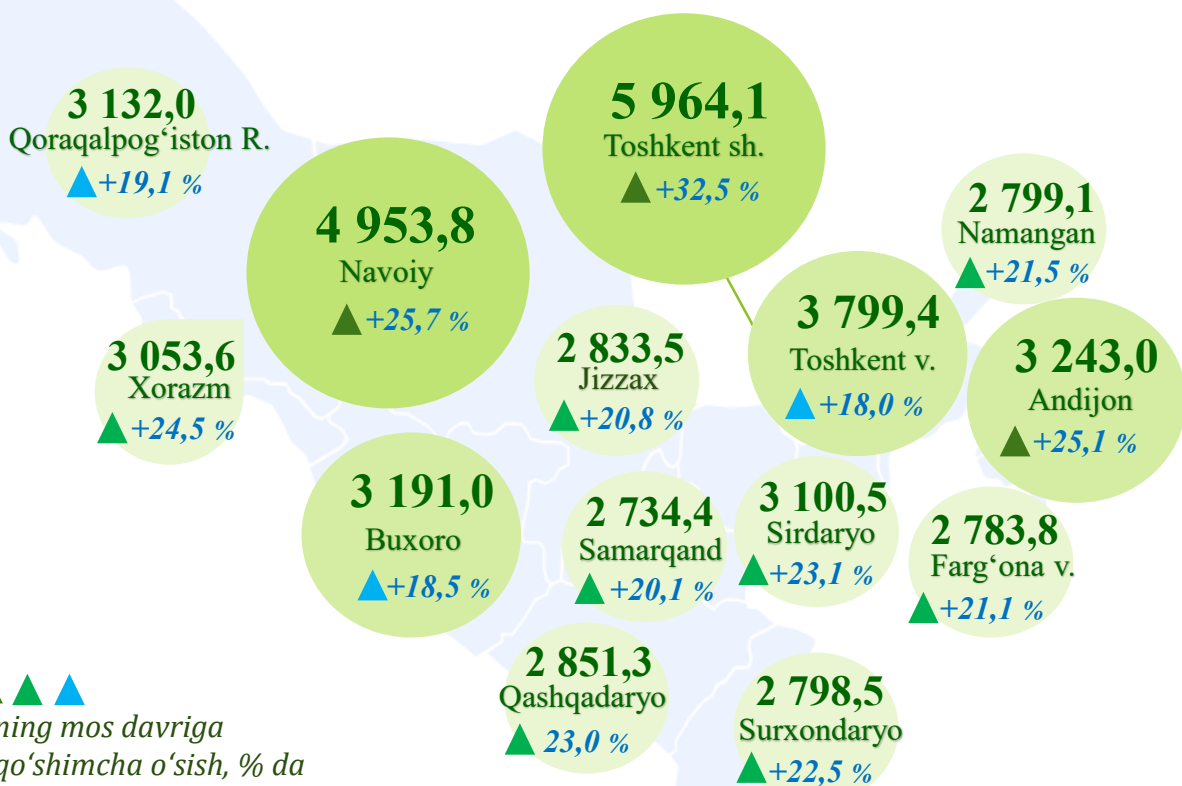 3 132,0
Qoraqalpog‘iston R.
+19,1 %
5 964,1
Toshkent sh.
+32,5 %
4 953,8
Navoiy
+25,7 %
2 799,1
Namangan
+21,5 %
3 053,6
Xorazm
+24,5 %
2 833,5
Jizzax
+20,8 %
3 799,4
Toshkent v.
+18,0 %
3 243,0
Andijon
+25,1 %
3 191,0
Buxoro
+18,5 %
2 734,4
Samarqand
+20,1 %
3 100,5
Sirdaryo
+23,1 %
2 783,8
Farg‘ona v.
+21,1 %
2 851,3
Qashqadaryo
23,0 %
2 798,5
Surxondaryo
+22,5 %
ning mos davriga
qo‘shimcha o‘sish, % da